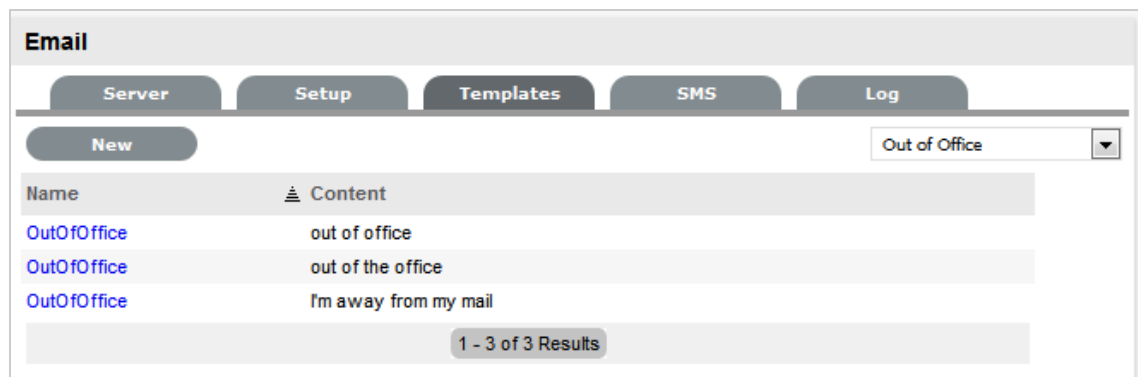 Email
Server Setup Templates SMS Log
New Out of Office
Name Content
OutOfOffice out of office
OutOfOffice out of the office
OutOfOffice I'm away from my mail
1 - 3 of 3 Results